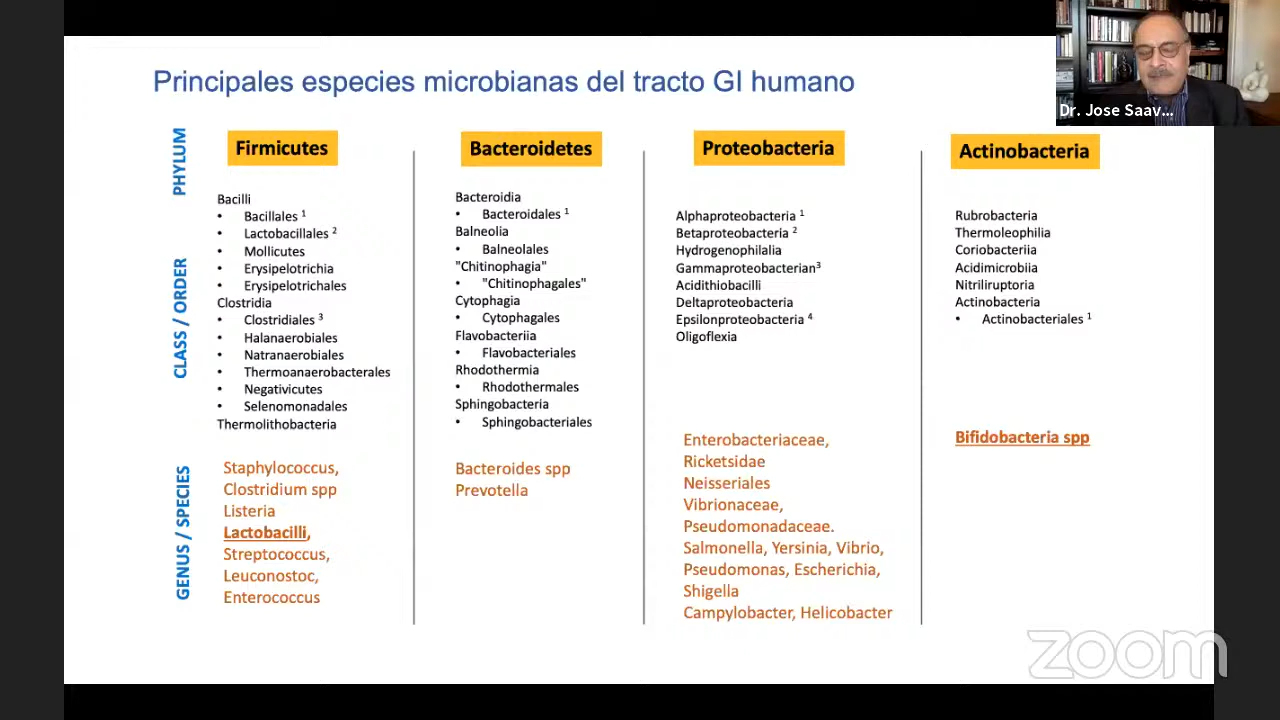 Principales especies microbianas del tracto GI humano
Dr. Jose Saav...
PHYLUM
Firmicutes
Bacteroidetes
Proteobacteria
Actinobacteria
CLASS / ORDER
Bacilli
• Bacillales 1
• Lactobacillales 2
• Mollicutes
• Erysipelotrichia
• Erysipelotrichales
Clostridia
• Clostridiales 3
• Halanaerobiales
• Natranaerobiales
• Thermoanaerobacterales
• Negativicutes
• Selenomonadales
Thermolithobacteria
Bacteroidia
• Bacteroidales 1
Balneolia
• Balneolales
"Chitinophagia"
• "Chitinophagales"
Cytophagia
• Cytophagales
Flavobacteriia
• Flavobacteriales
Rhodothermia
• Rhodothermales
Sphingobacteria
• Sphingobacteriales
Alphaproteobacteria 1
Betaproteobacteria 2
Hydrogenophilalia
Gammaproteobacterian3
Acidithiobacilli
Deltaproteobacteria
Epsilonproteobacteria 4
Oligoflexia
Rubrobacteria
Thermoleophilia
Coriobacteriia
Acidimicrobiia
Nitriliruptoria
Actinobacteria
• Actinobacteriales 1
GENUS / SPECIES
Staphylococcus,
Clostridium spp
Listeria
Lactobacilli,
Streptococcus,
Leuconostoc,
Enterococcus
Bacteroides spp
Prevotella
Enterobacteriaceae,
Ricketsidae
Neisseriales
Vibrionaceae,
Pseudomonadaceae.
Salmonella, Yersinia, Vibrio,
Pseudomonas, Escherichia,
Shigella
Campylobacter, Helicobacter
Bifidobacteria spp
zoom